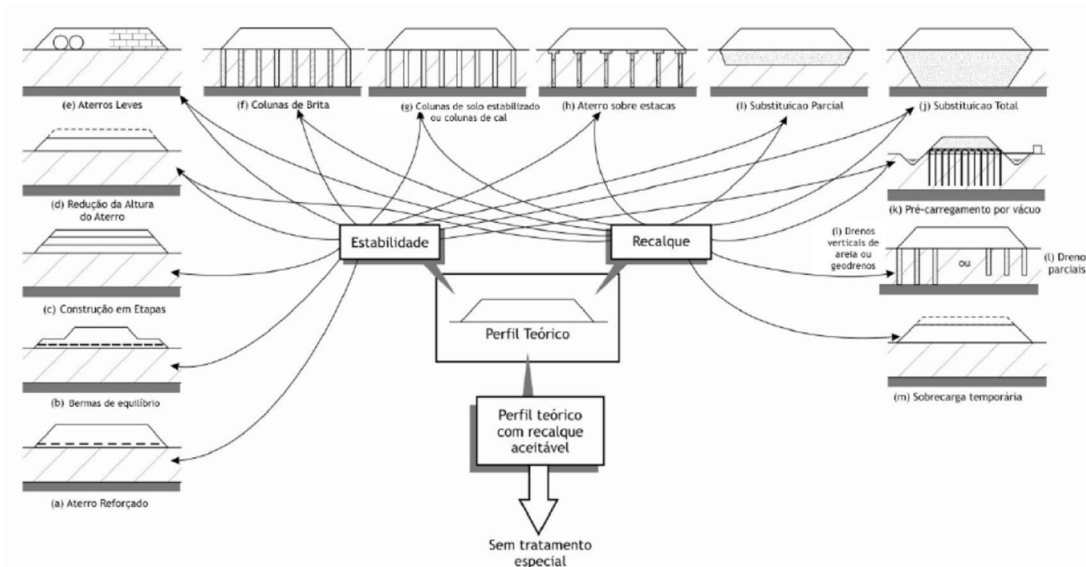 (e) Aterros Leves
(f) Colunas de Brita
(g) Colunas de solo estabilizado
ou colunas de cal
(h) Aterro sobre estacas
(I) Substituicao Parcial
(j) Substituicao Total
(d) Redução da Altura
do Aterro
(k) Pré-carregamento por vácuo
Estabilidade
Recalque
(l) Drenos
verticais de
areia ou
geodrenos
ou
(l) Dreno
parciais
(c) Construção em Etapas
Perfil Teórico
(b) Bermas de equilíbrio
(m) Sobrecarga temporária
Perfil teórico
com recalque
aceitável
(a) Aterro Reforçado
Sem tratamento
especial